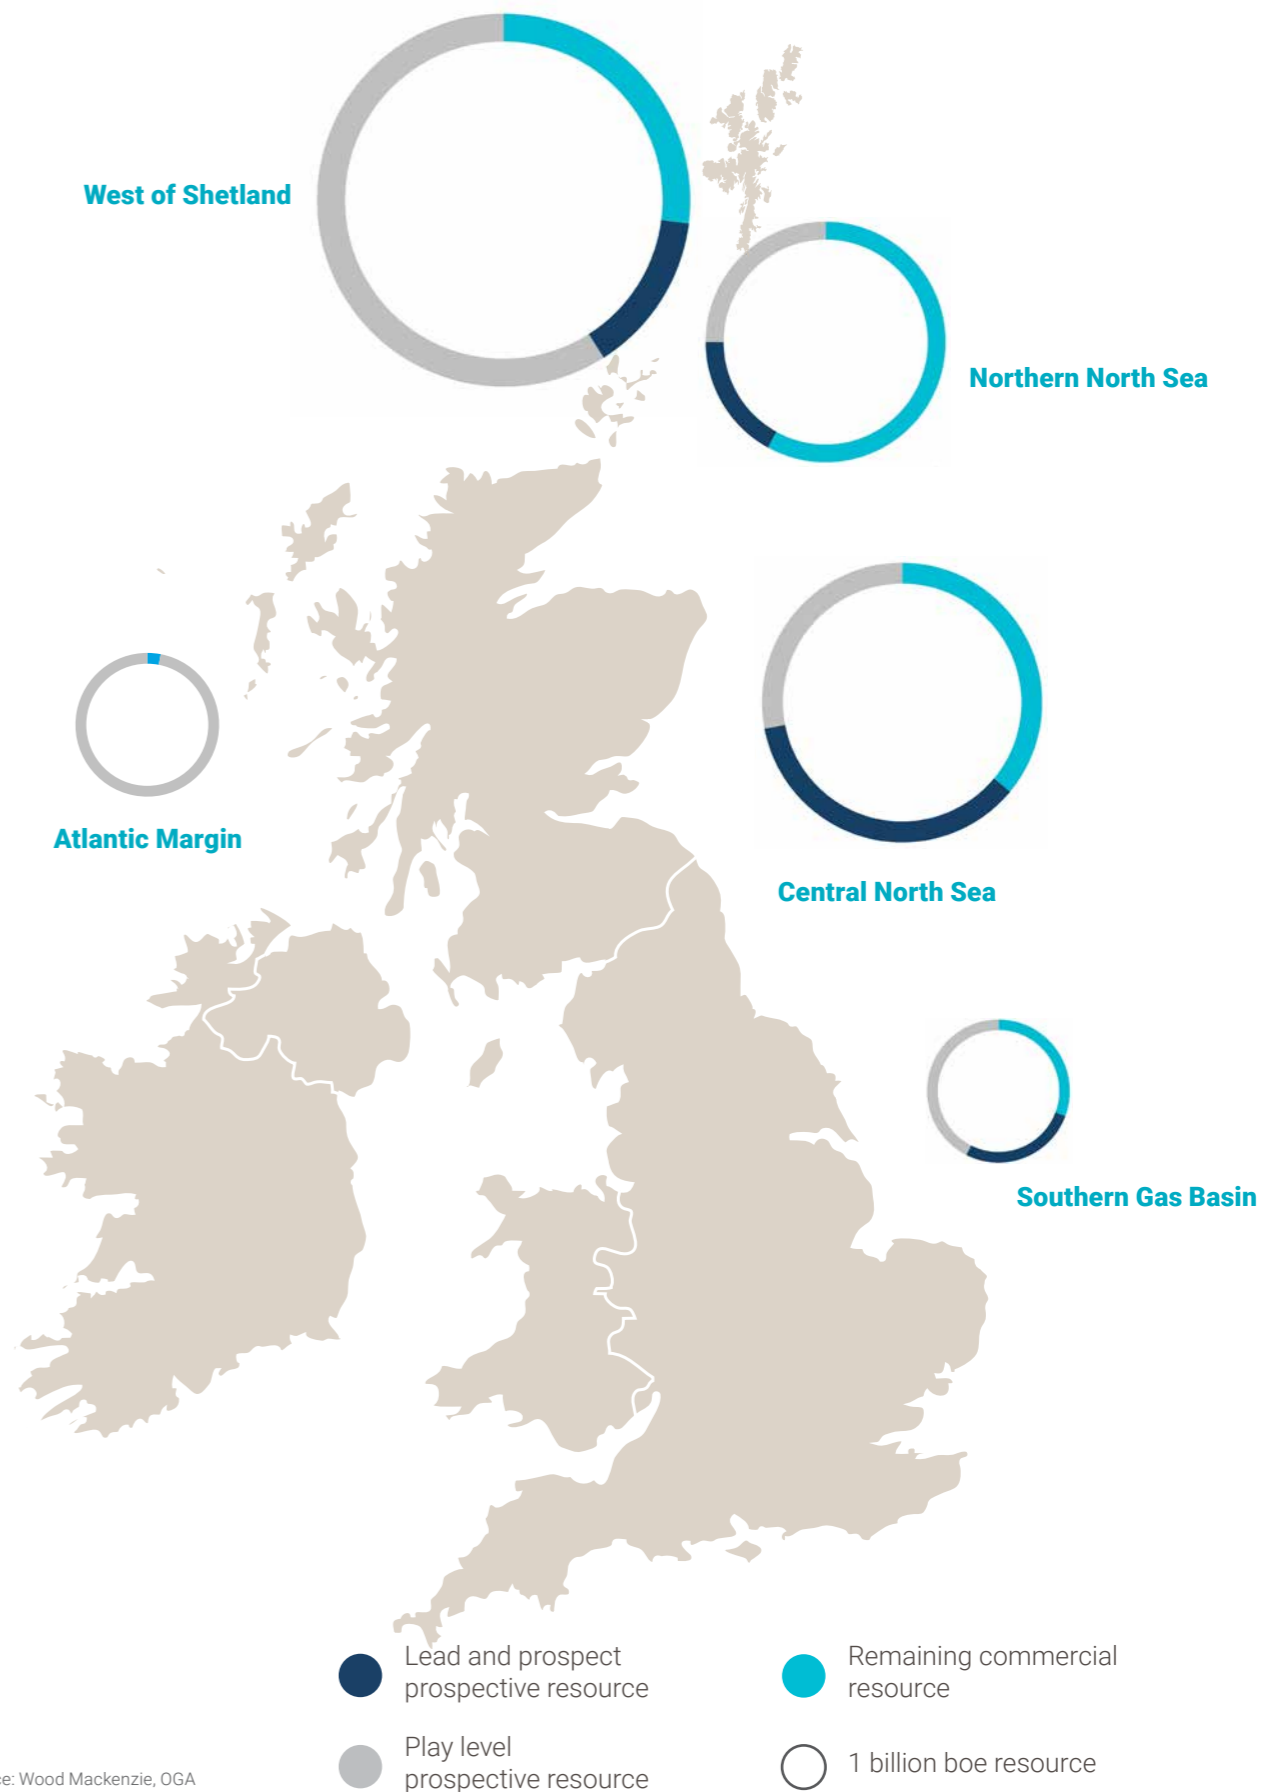 West of Shetland
Northern North Sea
Atlantic Margin
Central North Sea
Southern Gas Basin
Lead and prospect
prospective resource
Remaining commercial
resource
Play level
prospective resource
1 billion boe resource
ce: Wood Mackenzie, OGA